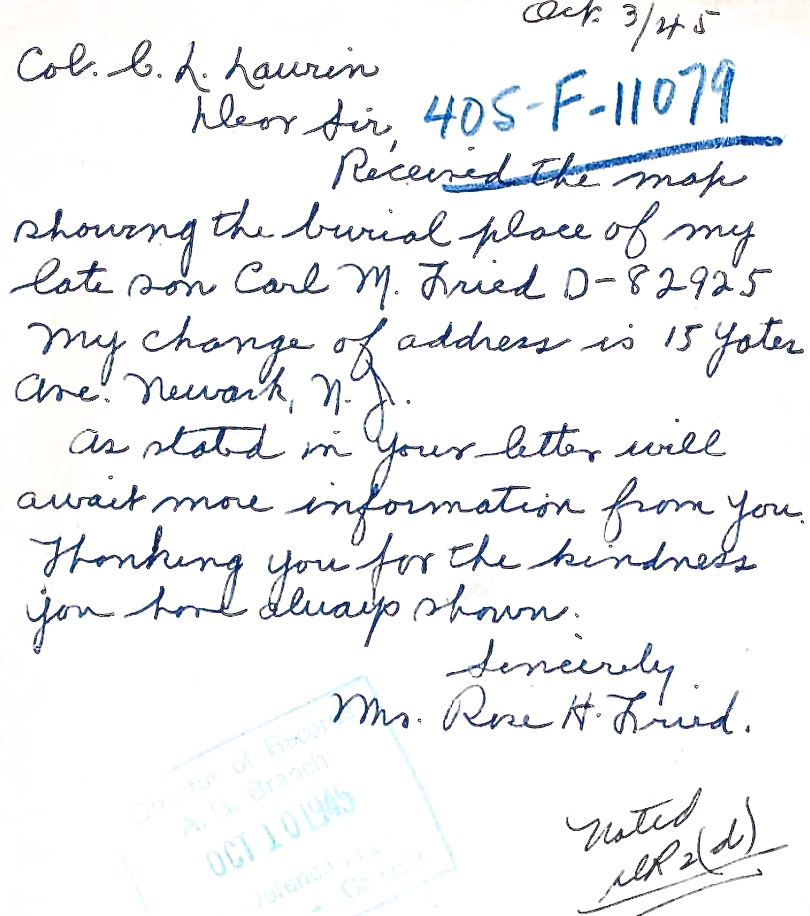 Oct. 3/45
Col. C. L. Laurin
Dear Sir,
405-F-11079
Received the map
showing the burial place of my
late son Carl M. Fried D-82925
My change of address is 15 Yates
Ave. Newark, N. J.
As stated in your letter will
await more information from you.
Thanking you for the kindness
you have always shown.
Sincerely
Mrs. Rose H. Fried.
Director of Records
A. G. Branch
OCT 10 1945
Canada
Noted
2(d)